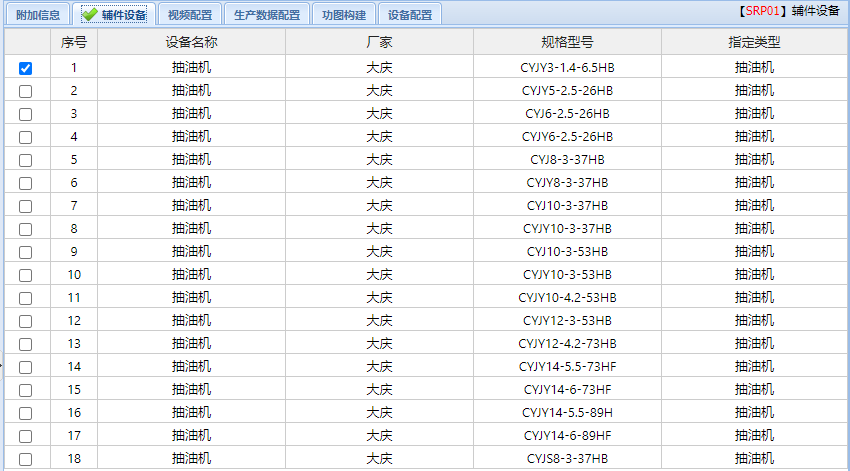 附加信息 辅件设备 视频配置 生产数据配置 功图构建 设备配置 【SRP01】辅件设备
序号 设备名称 厂家 规格型号 指定类型
1 抽油机 大庆 CYJY3-1.4-6.5HB 抽油机
2 抽油机 大庆 CYJY5-2.5-26HB 抽油机
3 抽油机 大庆 CYJ6-2.5-26HB 抽油机
4 抽油机 大庆 CYJY6-2.5-26HB 抽油机
5 抽油机 大庆 CYJ8-3-37HB 抽油机
6 抽油机 大庆 CYJY8-3-37HB 抽油机
7 抽油机 大庆 CYJ10-3-37HB 抽油机
8 抽油机 大庆 CYJY10-3-37HB 抽油机
9 抽油机 大庆 CYJ10-3-53HB 抽油机
10 抽油机 大庆 CYJY10-3-53HB 抽油机
11 抽油机 大庆 CYJY10-4.2-53HB 抽油机
12 抽油机 大庆 CYJY12-3-53HB 抽油机
13 抽油机 大庆 CYJY12-4.2-73HB 抽油机
14 抽油机 大庆 CYJY14-5.5-73HF 抽油机
15 抽油机 大庆 CYJY14-6-73HF 抽油机
16 抽油机 大庆 CYJY14-5.5-89H 抽油机
17 抽油机 大庆 CYJY14-6-89HF 抽油机
18 抽油机 大庆 CYJS8-3-37HB 抽油机